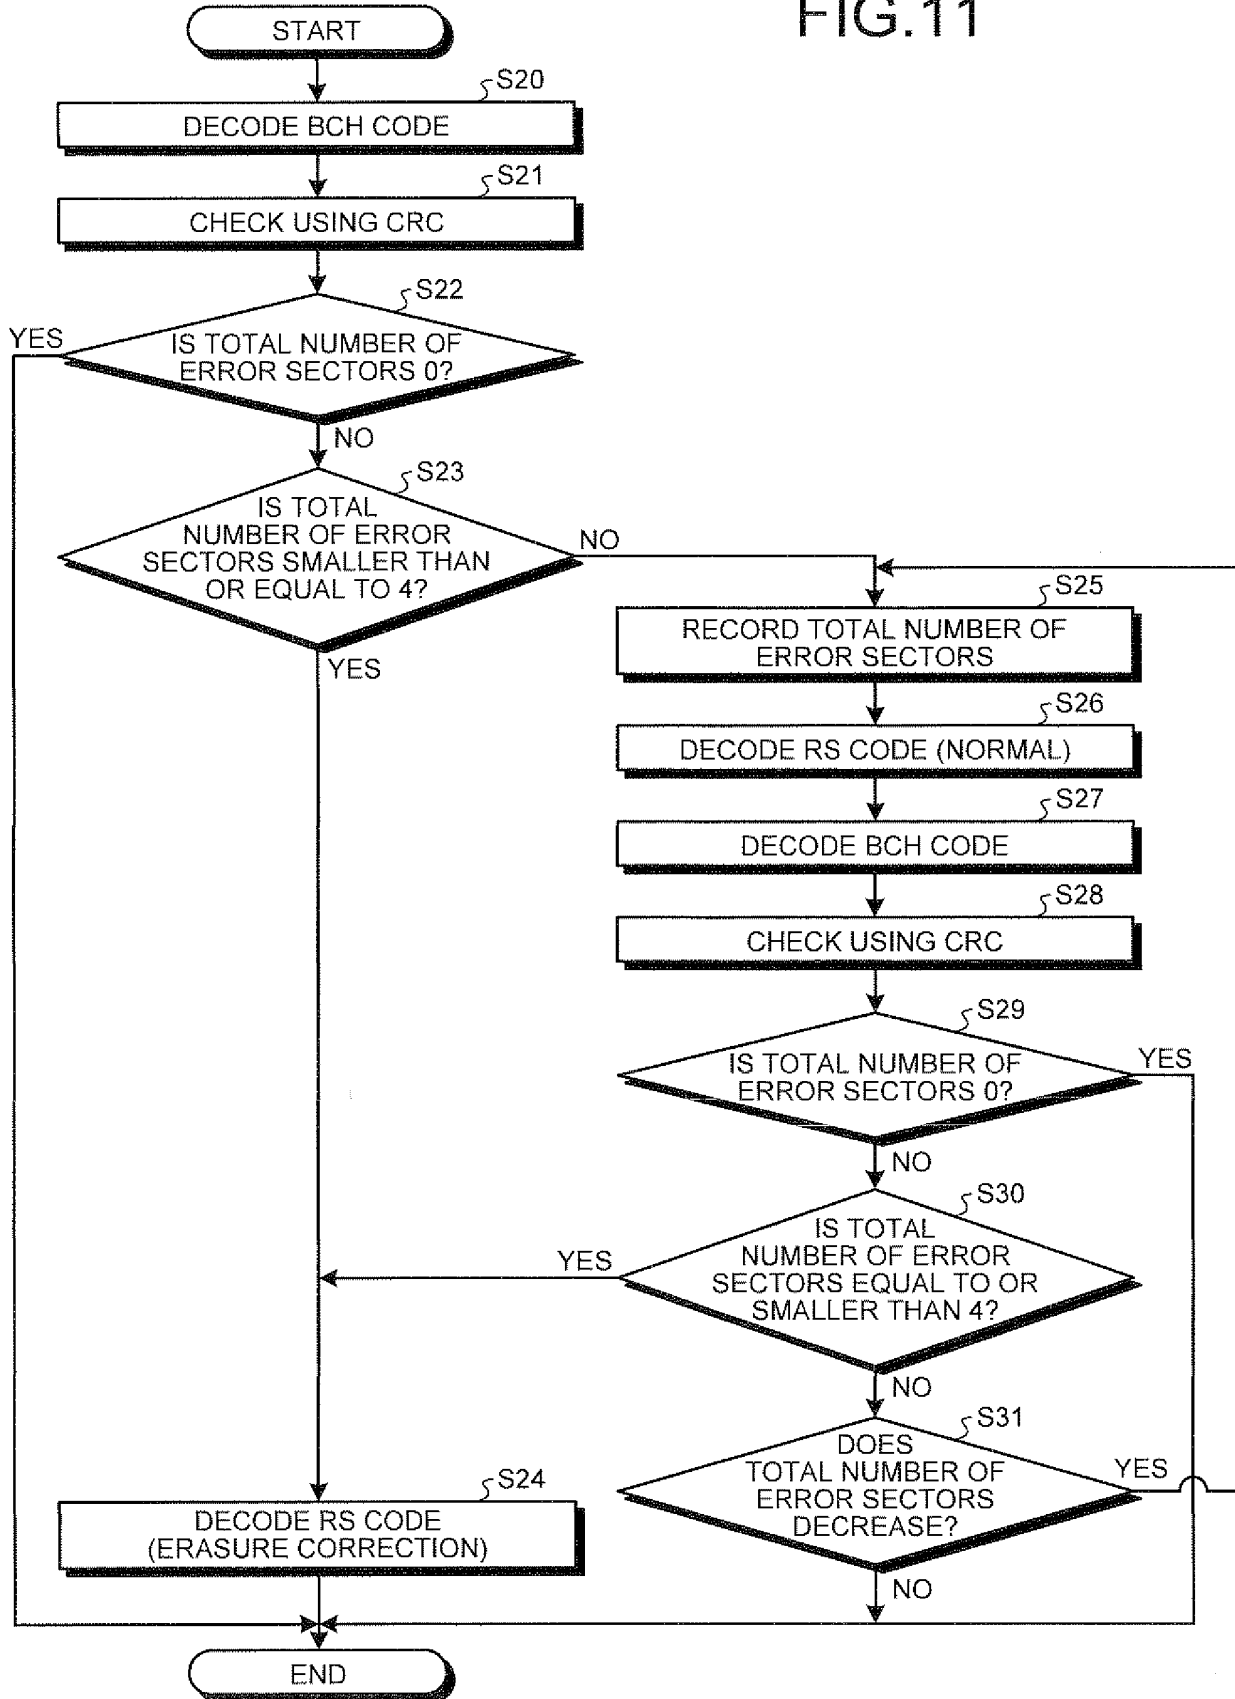 FIG.11
START
S20
DECODE BCH CODE
S21
CHECK USING CRC
S22
YES
IS TOTAL NUMBER OF
ERROR SECTORS 0?
NO
S23
IS TOTAL
NUMBER OF ERROR
SECTORS SMALLER THAN
OR EQUAL TO 4?
NO
YES
S25
RECORD TOTAL NUMBER OF
ERROR SECTORS
S26
DECODE RS CODE (NORMAL)
S27
DECODE BCH CODE
S28
CHECK USING CRC
S29
IS TOTAL NUMBER OF
ERROR SECTORS 0?
YES
NO
S30
IS TOTAL
NUMBER OF ERROR
SECTORS EQUAL TO OR
SMALLER THAN 4?
YES
NO
S31
DOES
TOTAL NUMBER OF
ERROR SECTORS
DECREASE?
YES
NO
S24
DECODE RS CODE
(ERASURE CORRECTION)
END